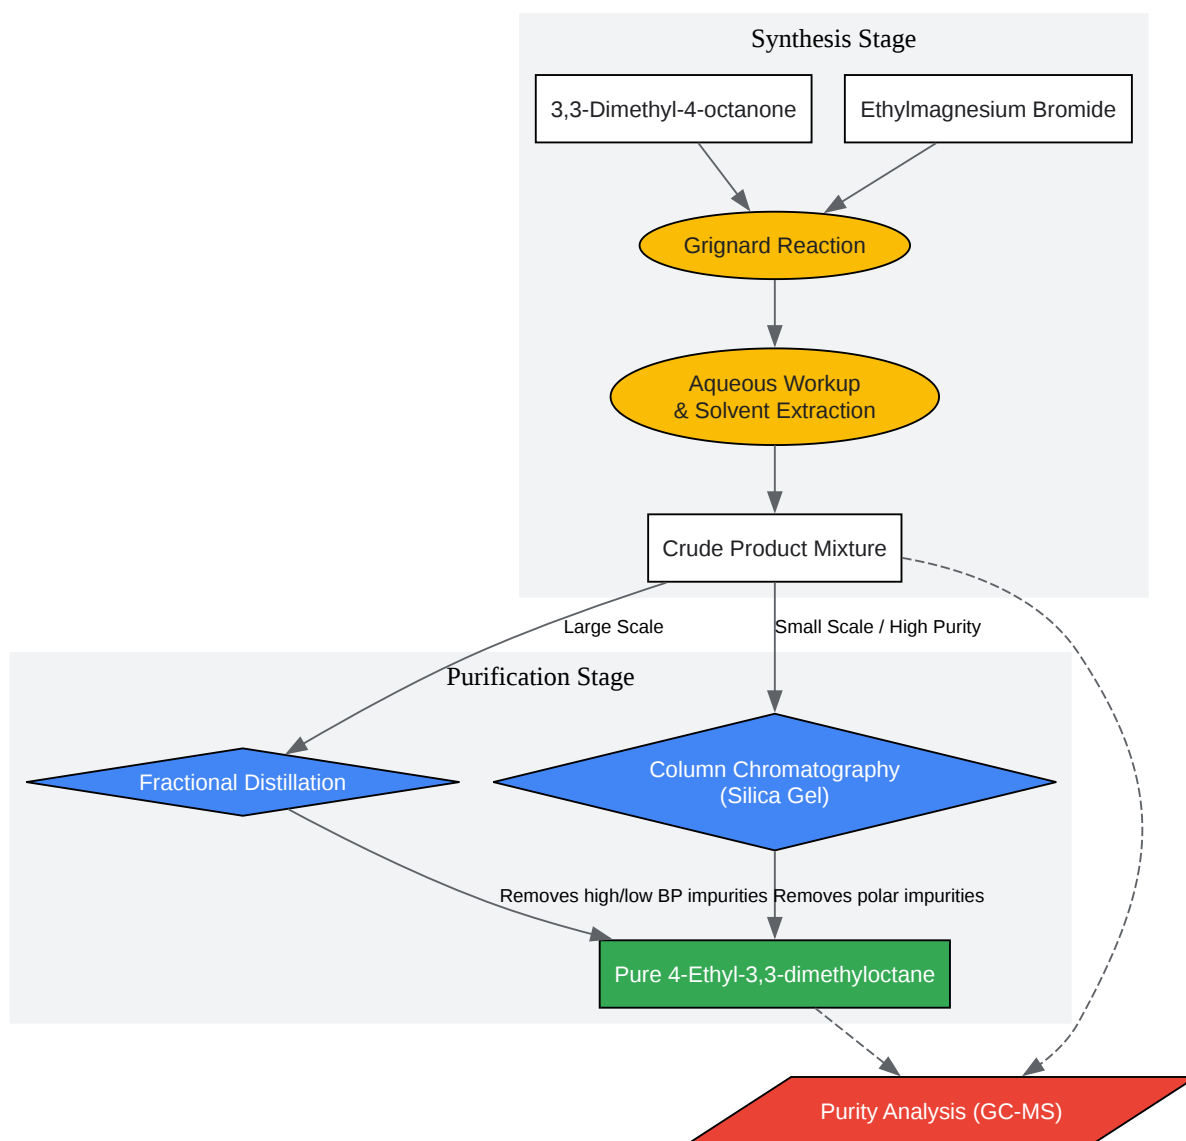 Synthesis Stage
3,3-Dimethyl-4-octanone
Ethylmagnesium Bromide
Grignard Reaction
Aqueous Workup
& Solvent Extraction
Crude Product Mixture
Large Scale
Small Scale / High Purity
Purification Stage
Fractional Distillation
Column Chromatography
(Silica Gel)
Removes high/low BP impurities
Removes polar impurities
Pure 4-Ethyl-3,3-dimethyloctane
Purity Analysis (GC-MS)